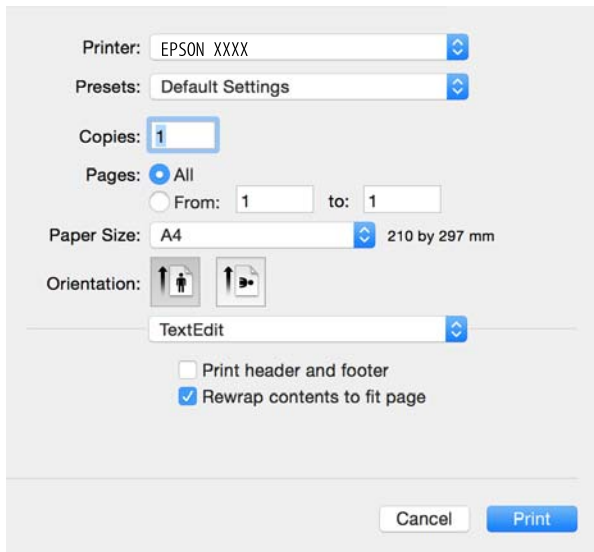 Printer: EPSON XXXX
Presets: Default Settings
Copies: 1
Pages: All
From: 1 to: 1
Paper Size: A4 210 by 297 mm
Orientation:
TextEdit
Print header and footer
Rewrap contents to fit page
Cancel Print